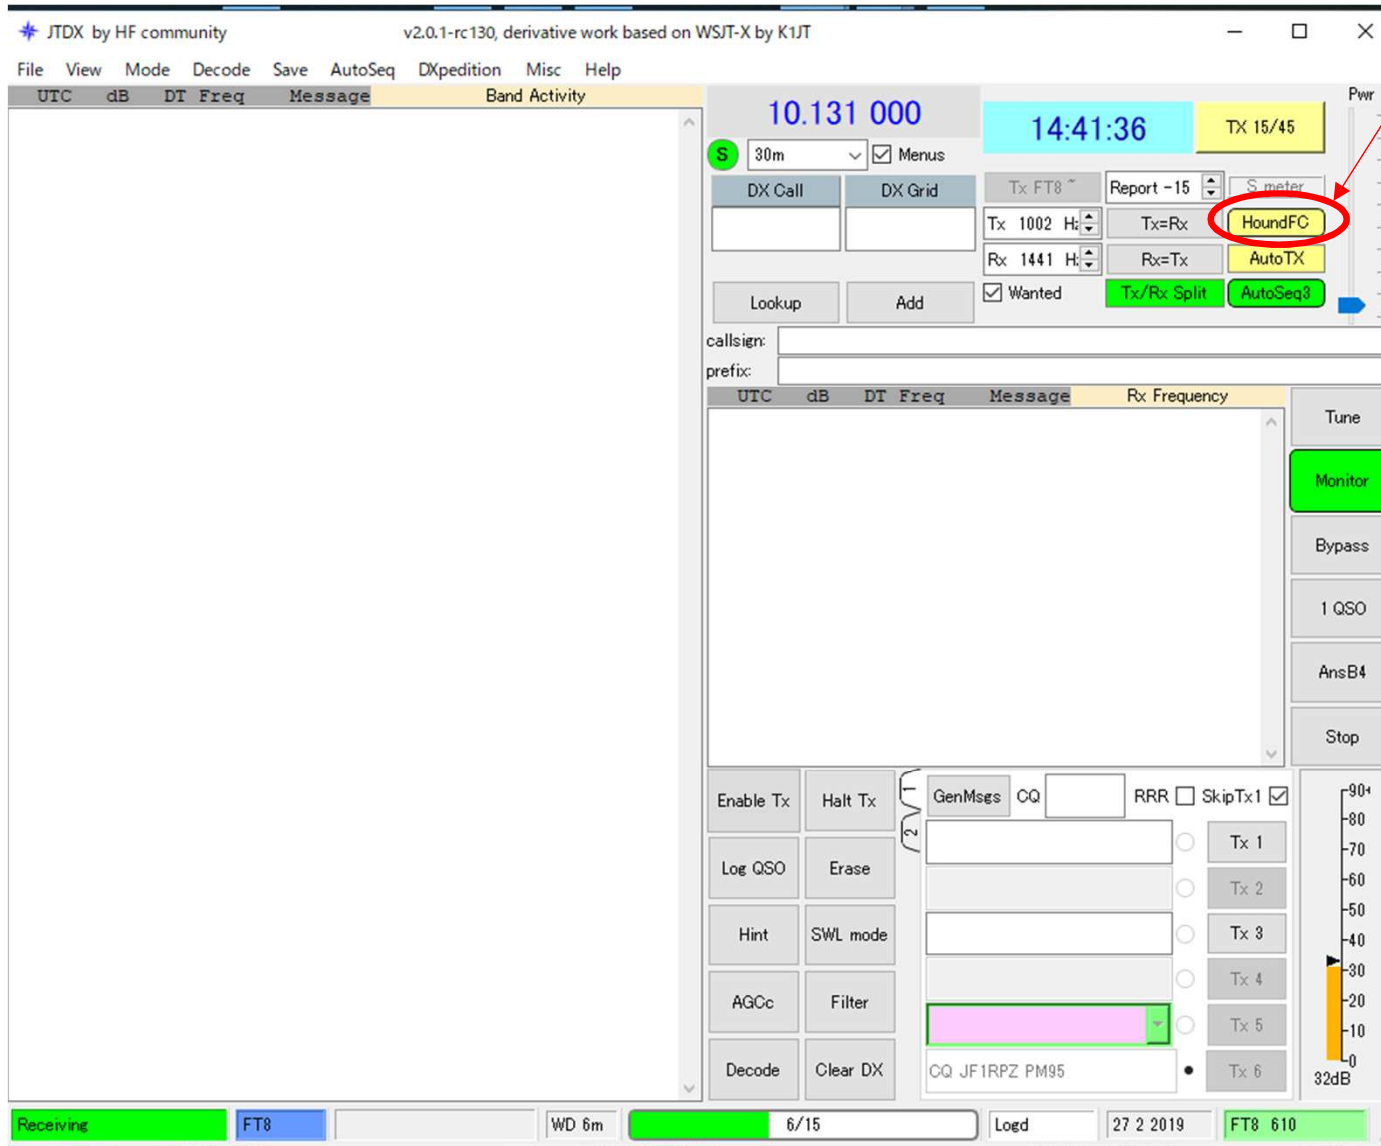 JTDX by HF community v2.0.1-rc130, derivative work based on WSJT-X by K1JT
File View Mode Decode Save AutoSeq DXpedition Misc Help
UTC dB DT Freq Message Band Activity
10.131 000
14:41:36
TX 15/45
Pwr
S 30m Menus
DX Call DX Grid
Tx FT8 ~ Report -15 S meter
Tx 1002 Hz Tx=Rx HoundFC
Rx 1441 Hz Rx=Tx AutoTX
Lookup Add
Wanted Tx/Rx Split AutoSeq3
callsign:
prefix:
UTC dB DT Freq Message Rx Frequency
Tune
Monitor
Bypass
1 QSO
AnsB4
Stop
Enable Tx Halt Tx 1 GenMsgs CQ RRR SkipTx1
2 Tx 1
Log QSO Erase Tx 2
Hint SWL mode Tx 3
Tx 4
AGCc Filter Tx 5
Decode Clear DX CQ JF1RPZ PM95 Tx 6
90
80
70
60
50
40
30
20
10
0
32dB
Receiving FT8 WD 6m 6/15 Logd 27 2 2019 FT8 610